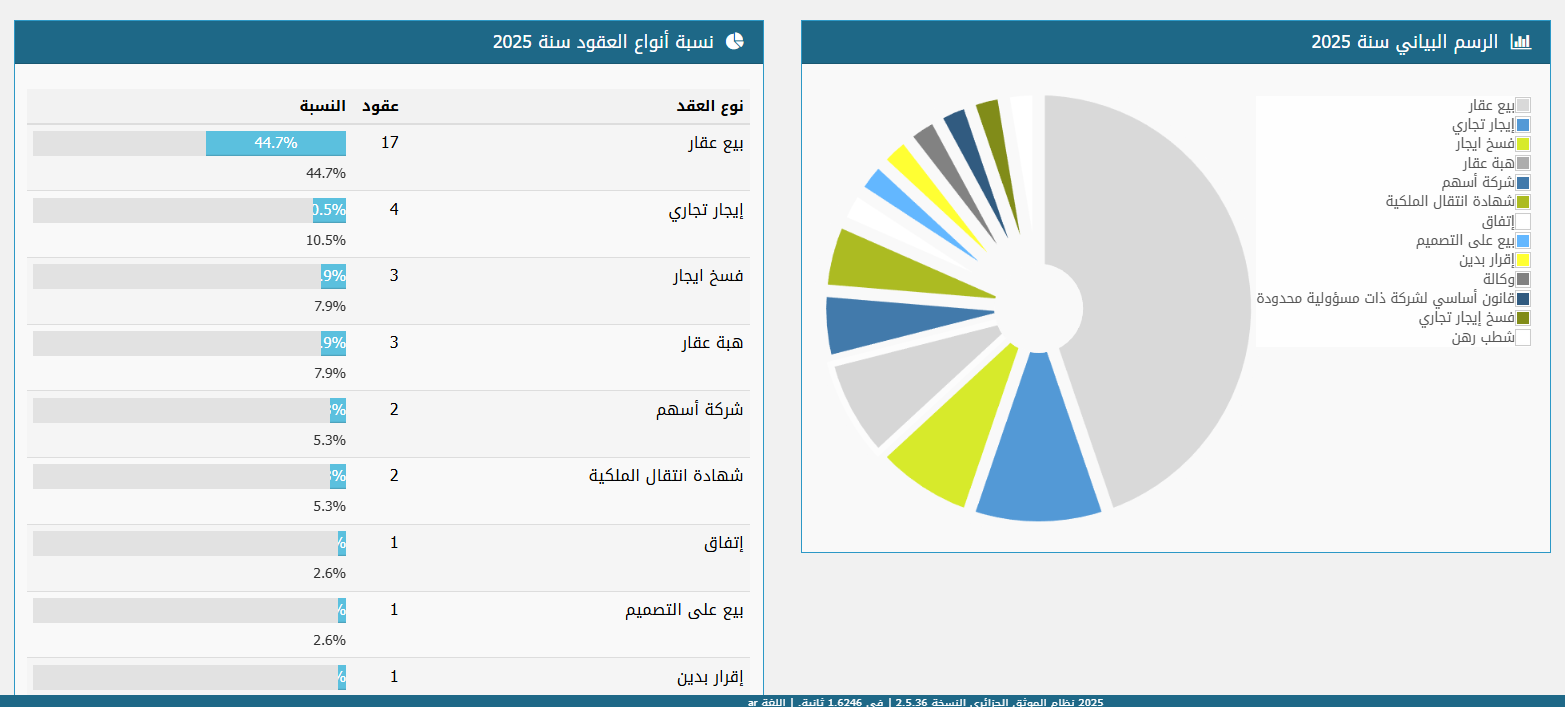 الرسم البياني سنة 2025
بيع عقار
إيجار تجاري
فسخ ايجار
هبة عقار
شركة أسهم
شهادة انتقال الملكية
إتفاق
بيع على التصميم
إقرار بدين
وكالة
قانون أساسي لشركة ذات مسؤولية محدودة
فسخ إيجار تجاري
شطب رهن
نسبة أنواع العقود سنة 2025
نوع العقد عقود النسبة
بيع عقار 17 44.7%
44.7%
إيجار تجاري 4 0.5%
10.5%
فسخ ايجار 3 .9%
7.9%
هبة عقار 3 .9%
7.9%
شركة أسهم 2 %
5.3%
شهادة انتقال الملكية 2 %
5.3%
إتفاق 1 %
2.6%
بيع على التصميم 1 %
2.6%
إقرار بدين 1 %
2025 نظام الموثق الجزائري النسخة 2.5.36 | في 1.6246 ثانية. | اللغة ar